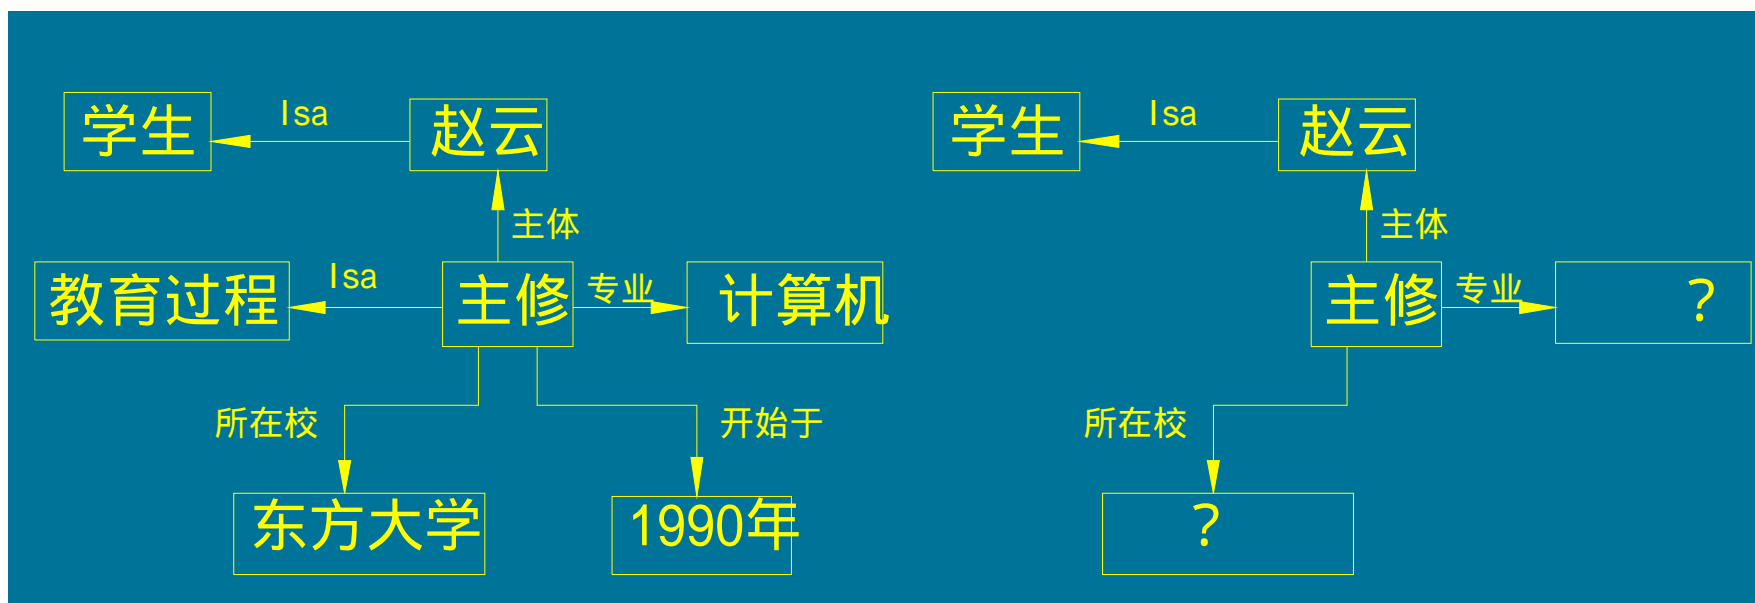 学生 Isa 赵云 学生 Isa 赵云
主体 主体
教育过程 Isa 主修 专业 计算机 主修 专业 ?
所在校 开始于 所在校
东方大学 1990年 ?